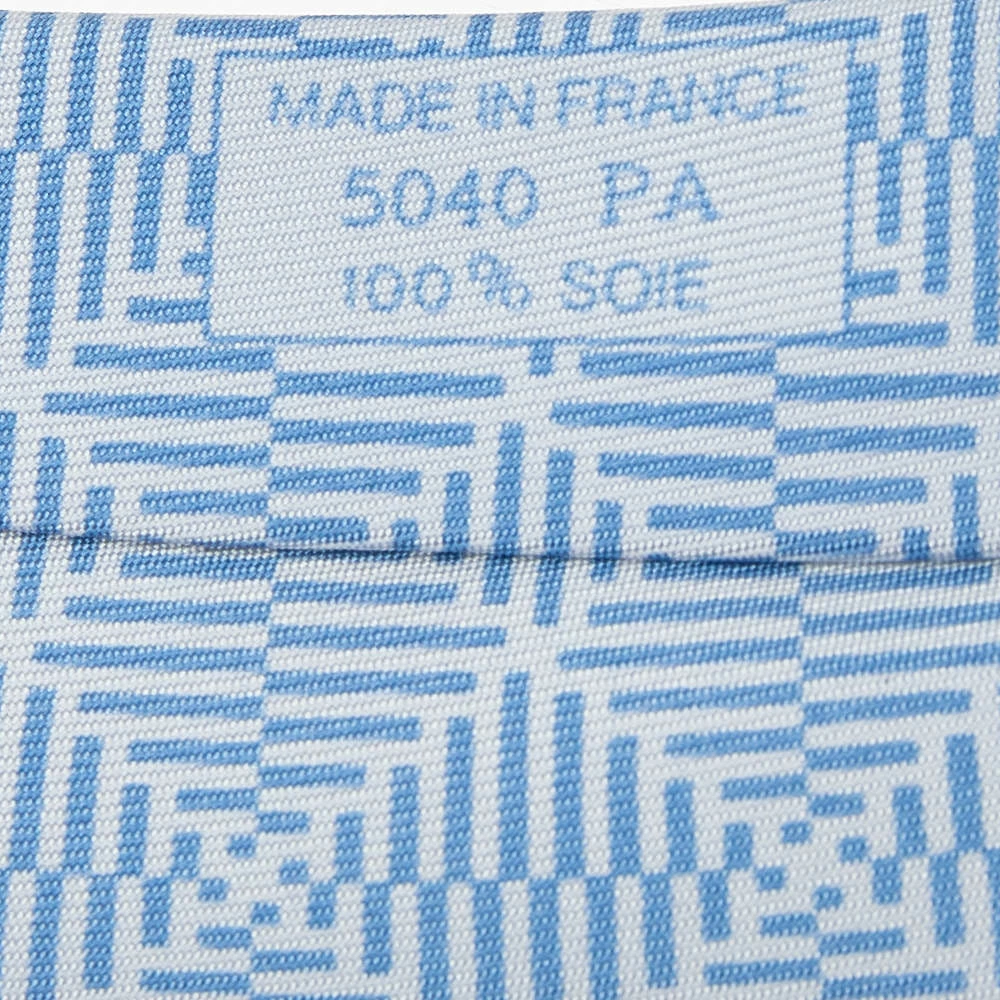 MADE IN FRANCE
5040 PA
100% SOIE